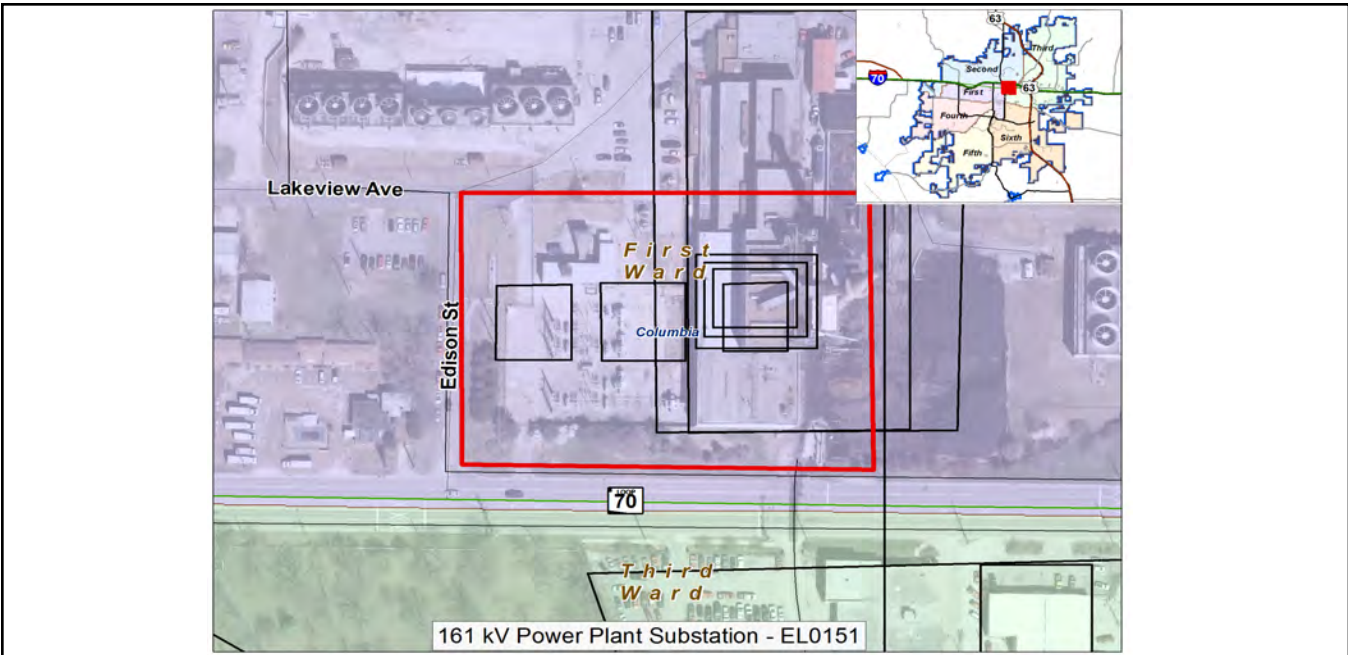 63
Third
Second
70
First
63
Fourth
Sixth
Fifth
Lakeview Ave
First
Ward
Columbia
Edison St
LOOP
70
Third
Ward
161 kV Power Plant Substation - EL0151